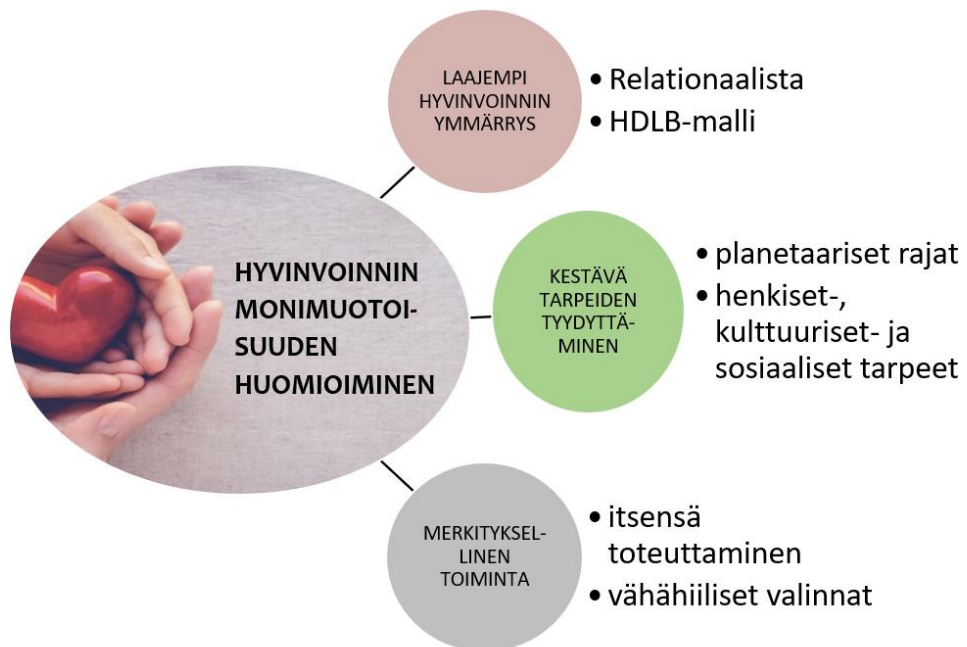 HYVINVOINNIN
MONIMUOTOI-
SUUDEN
HUOMIOIMINEN
LAAJEMPI
HYVINVOINNIN
YMMÄRRYS
• Relationaalista
• HDLB-malli
KESTÄVÄ
TARPEIDEN
TYYDYTTÄ-
MINEN
• planetaariset rajat
• henkiset-,
kulttuuriset- ja
sosiaaliset tarpeet
MERKITYKSEL-
LINEN
TOIMINTA
• itsensä
toteuttaminen
• vähähiiliset valinnat